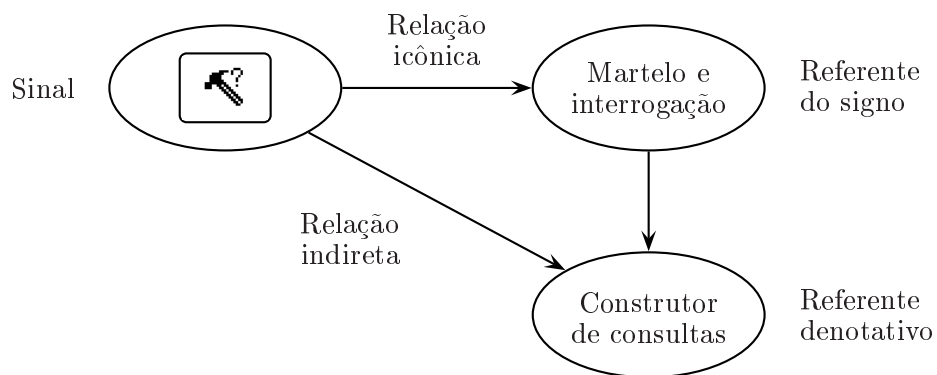 Relação
icônica
Sinal
?
Martelo e
interrogação
Referente
do signo
Relação
indireta
Construtor
de consultas
Referente
denotativo